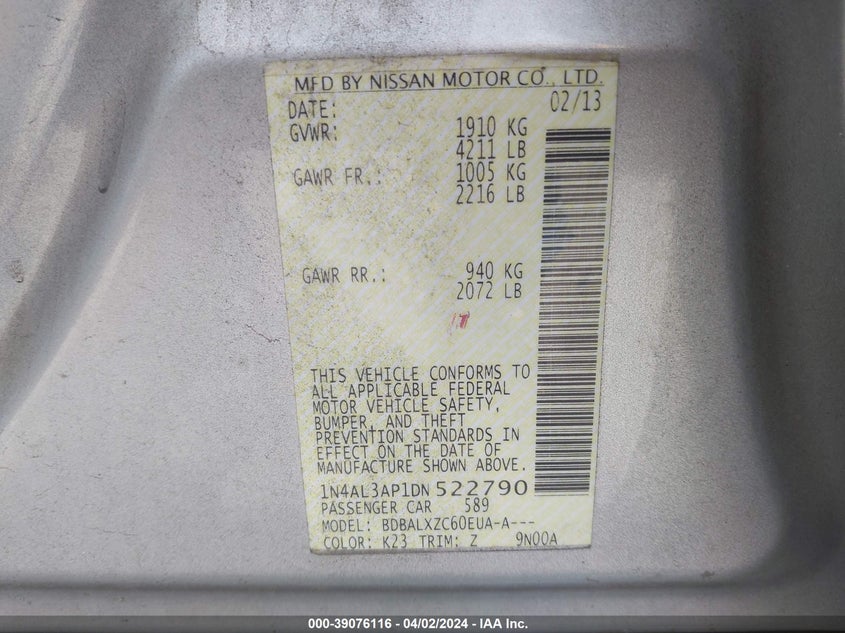 MFD BY NISSAN MOTOR CO., LTD.
DATE: 02/13
GVWR: 1910 KG
4211 LB
GAWR FR.: 1005 KG
2216 LB
GAWR RR.: 940 KG
2072 LB
THIS VEHICLE CONFORMS TO
ALL APPLICABLE FEDERAL
MOTOR VEHICLE SAFETY,
BUMPER, AND THEFT
PREVENTION STANDARDS IN
EFFECT ON THE DATE OF
MANUFACTURE SHOWN ABOVE.
1N4AL3AP1DN 522790
PASSENGER CAR 589
MODEL: BDBALXZC60EUA-A---
COLOR: K23 TRIM: Z 9N00A
000-39076116 | 04/02/2024 | IAA Inc.